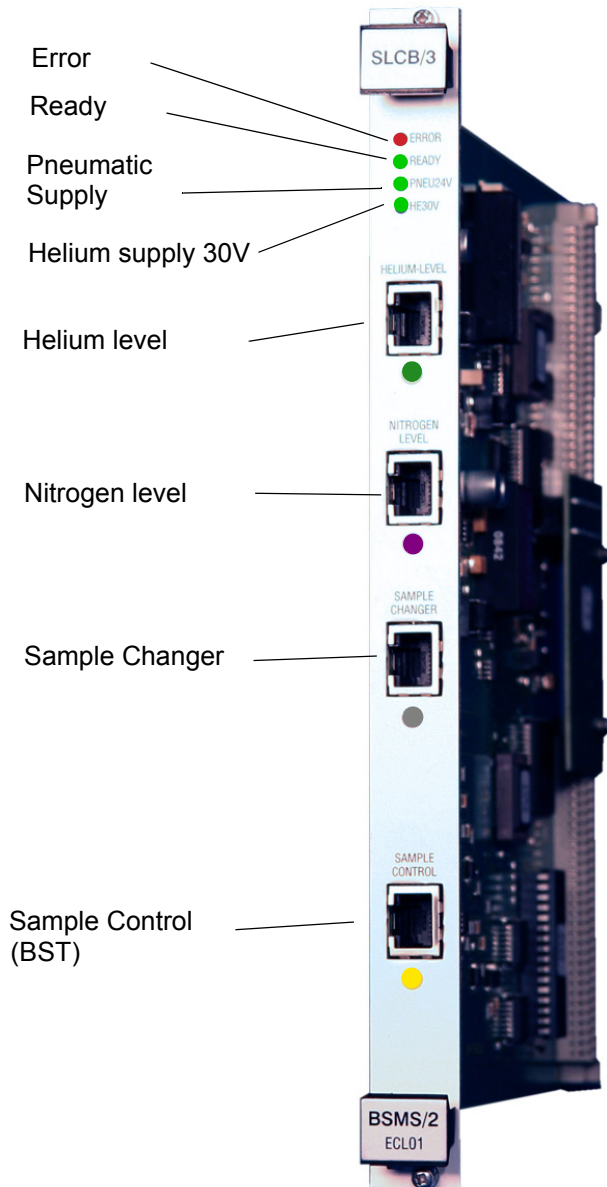 SLCB/3
Error
ERROR
Ready
READY
Pneumatic
Supply
PNEU24V
HE30V
Helium supply 30V
HELIUM-LEVEL
Helium level
NITROGEN
LEVEL
Nitrogen level
0842
SAMPLE
CHANGER
Sample Changer
SAMPLE
CONTROL
Sample Control
(BST)
BSMS/2
ECL01